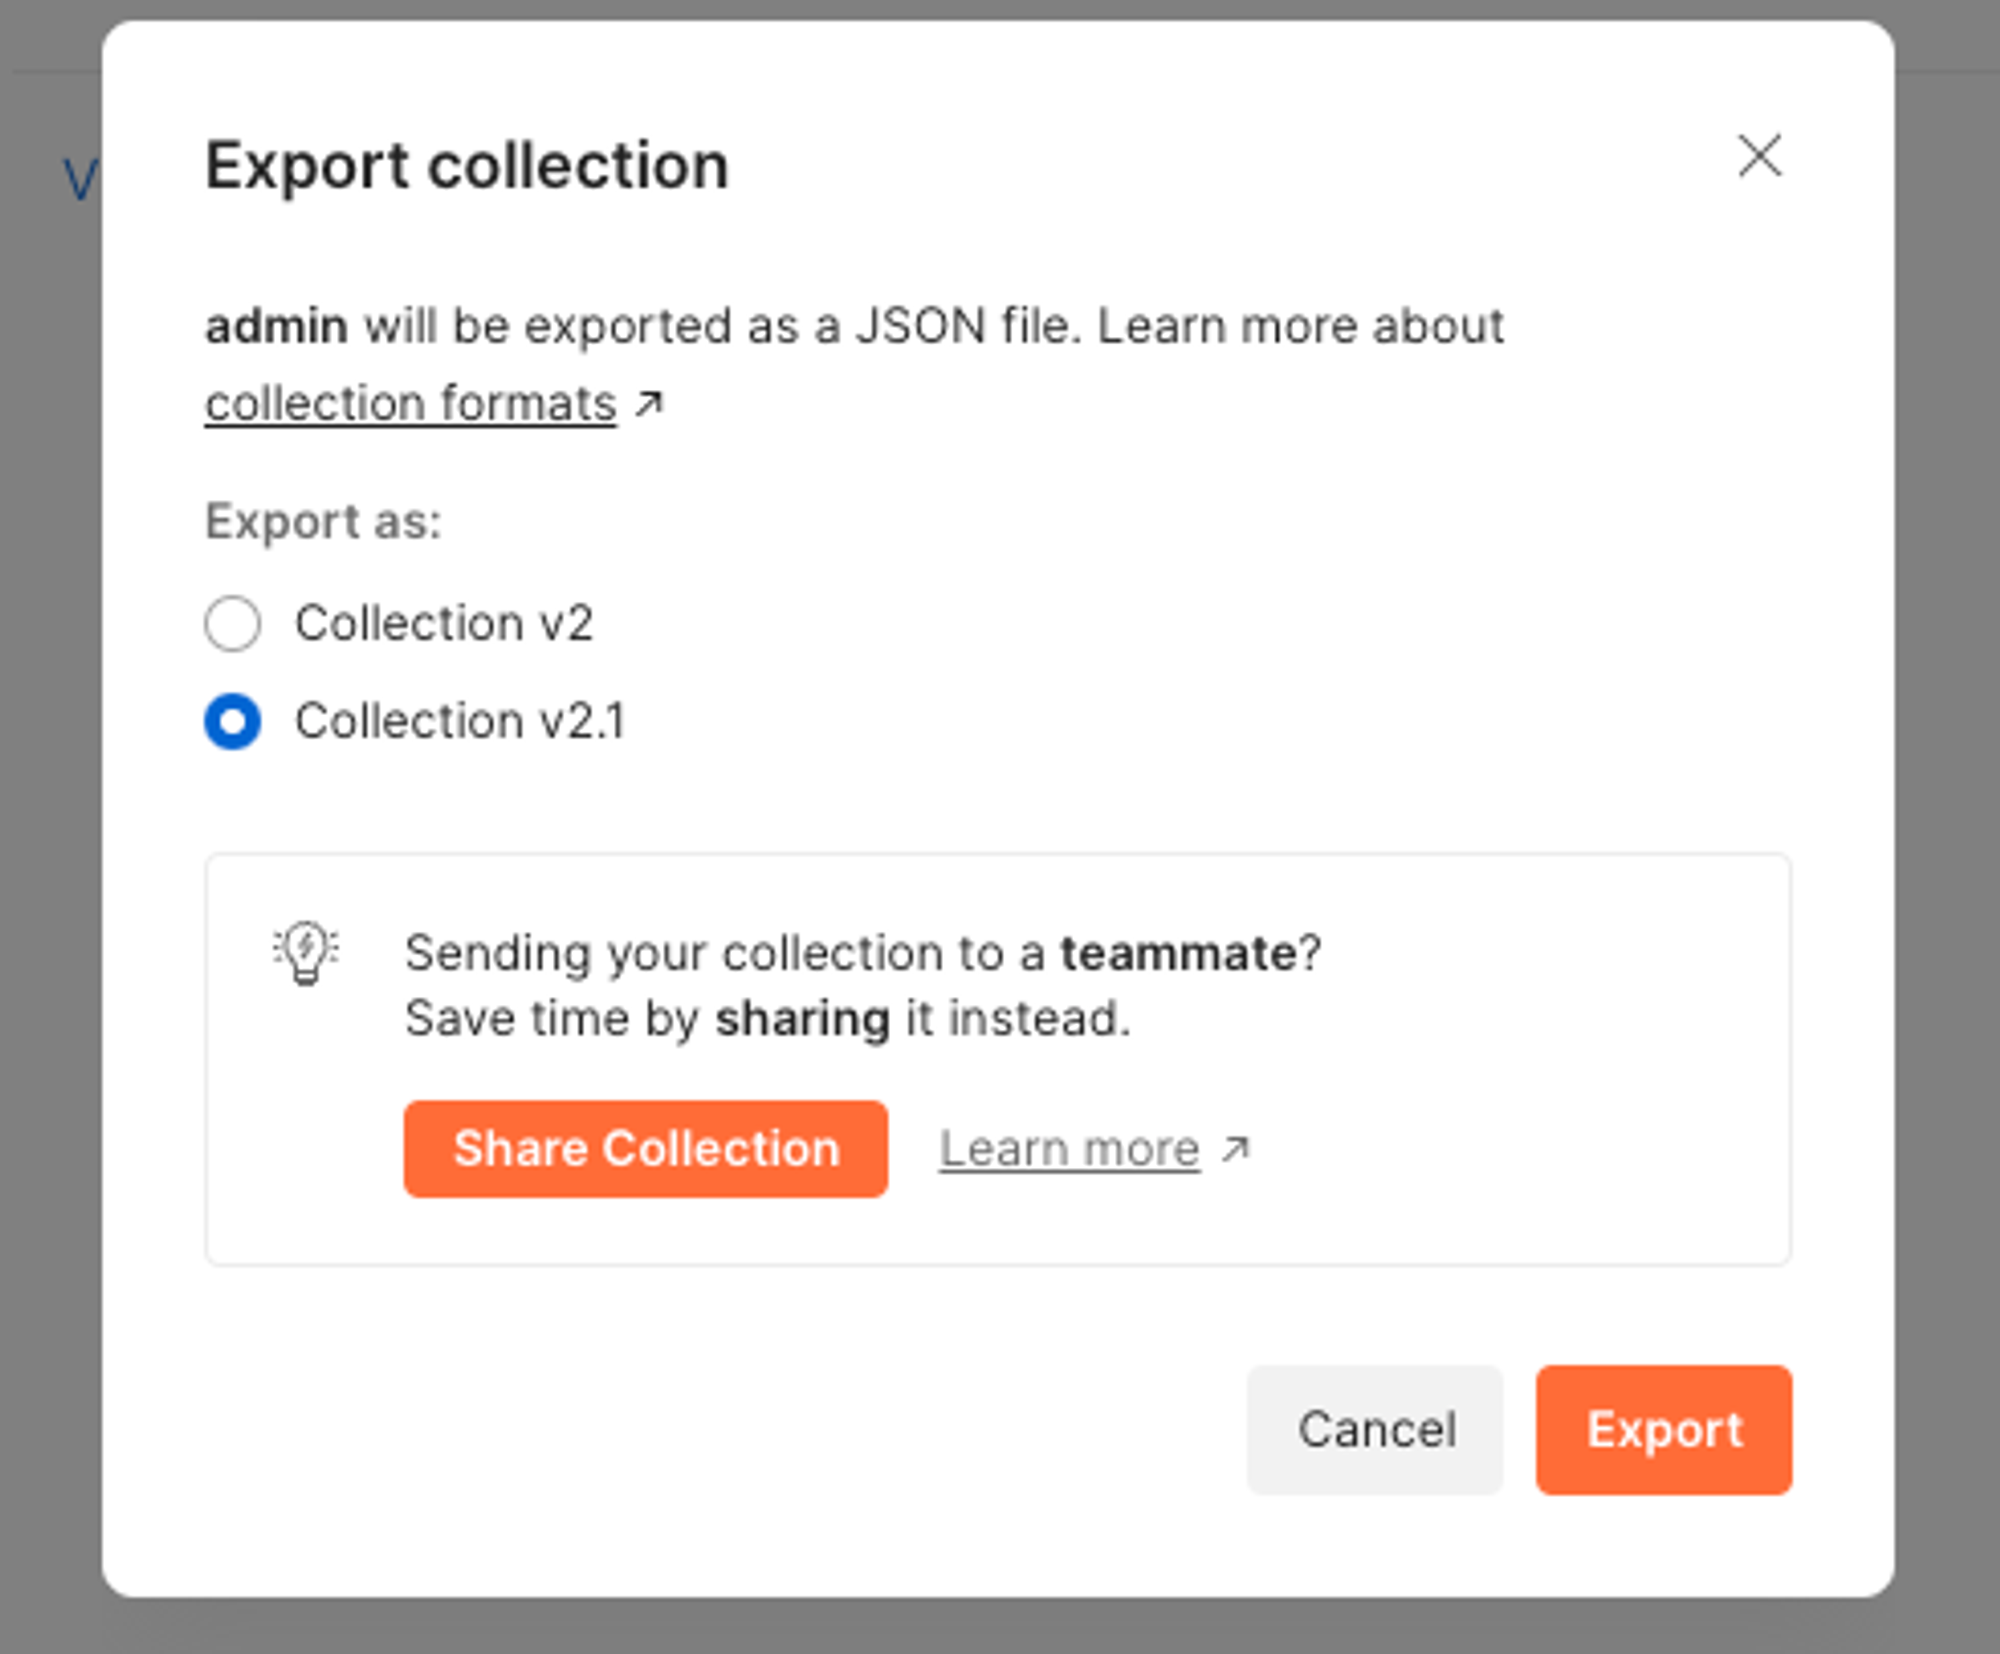 V
Export collection
admin will be exported as a JSON file. Learn more about
collection formats ↗
Export as:
Collection v2
Collection v2.1
Sending your collection to a teammate?
Save time by sharing it instead.
Share Collection Learn more ↗
Cancel Export